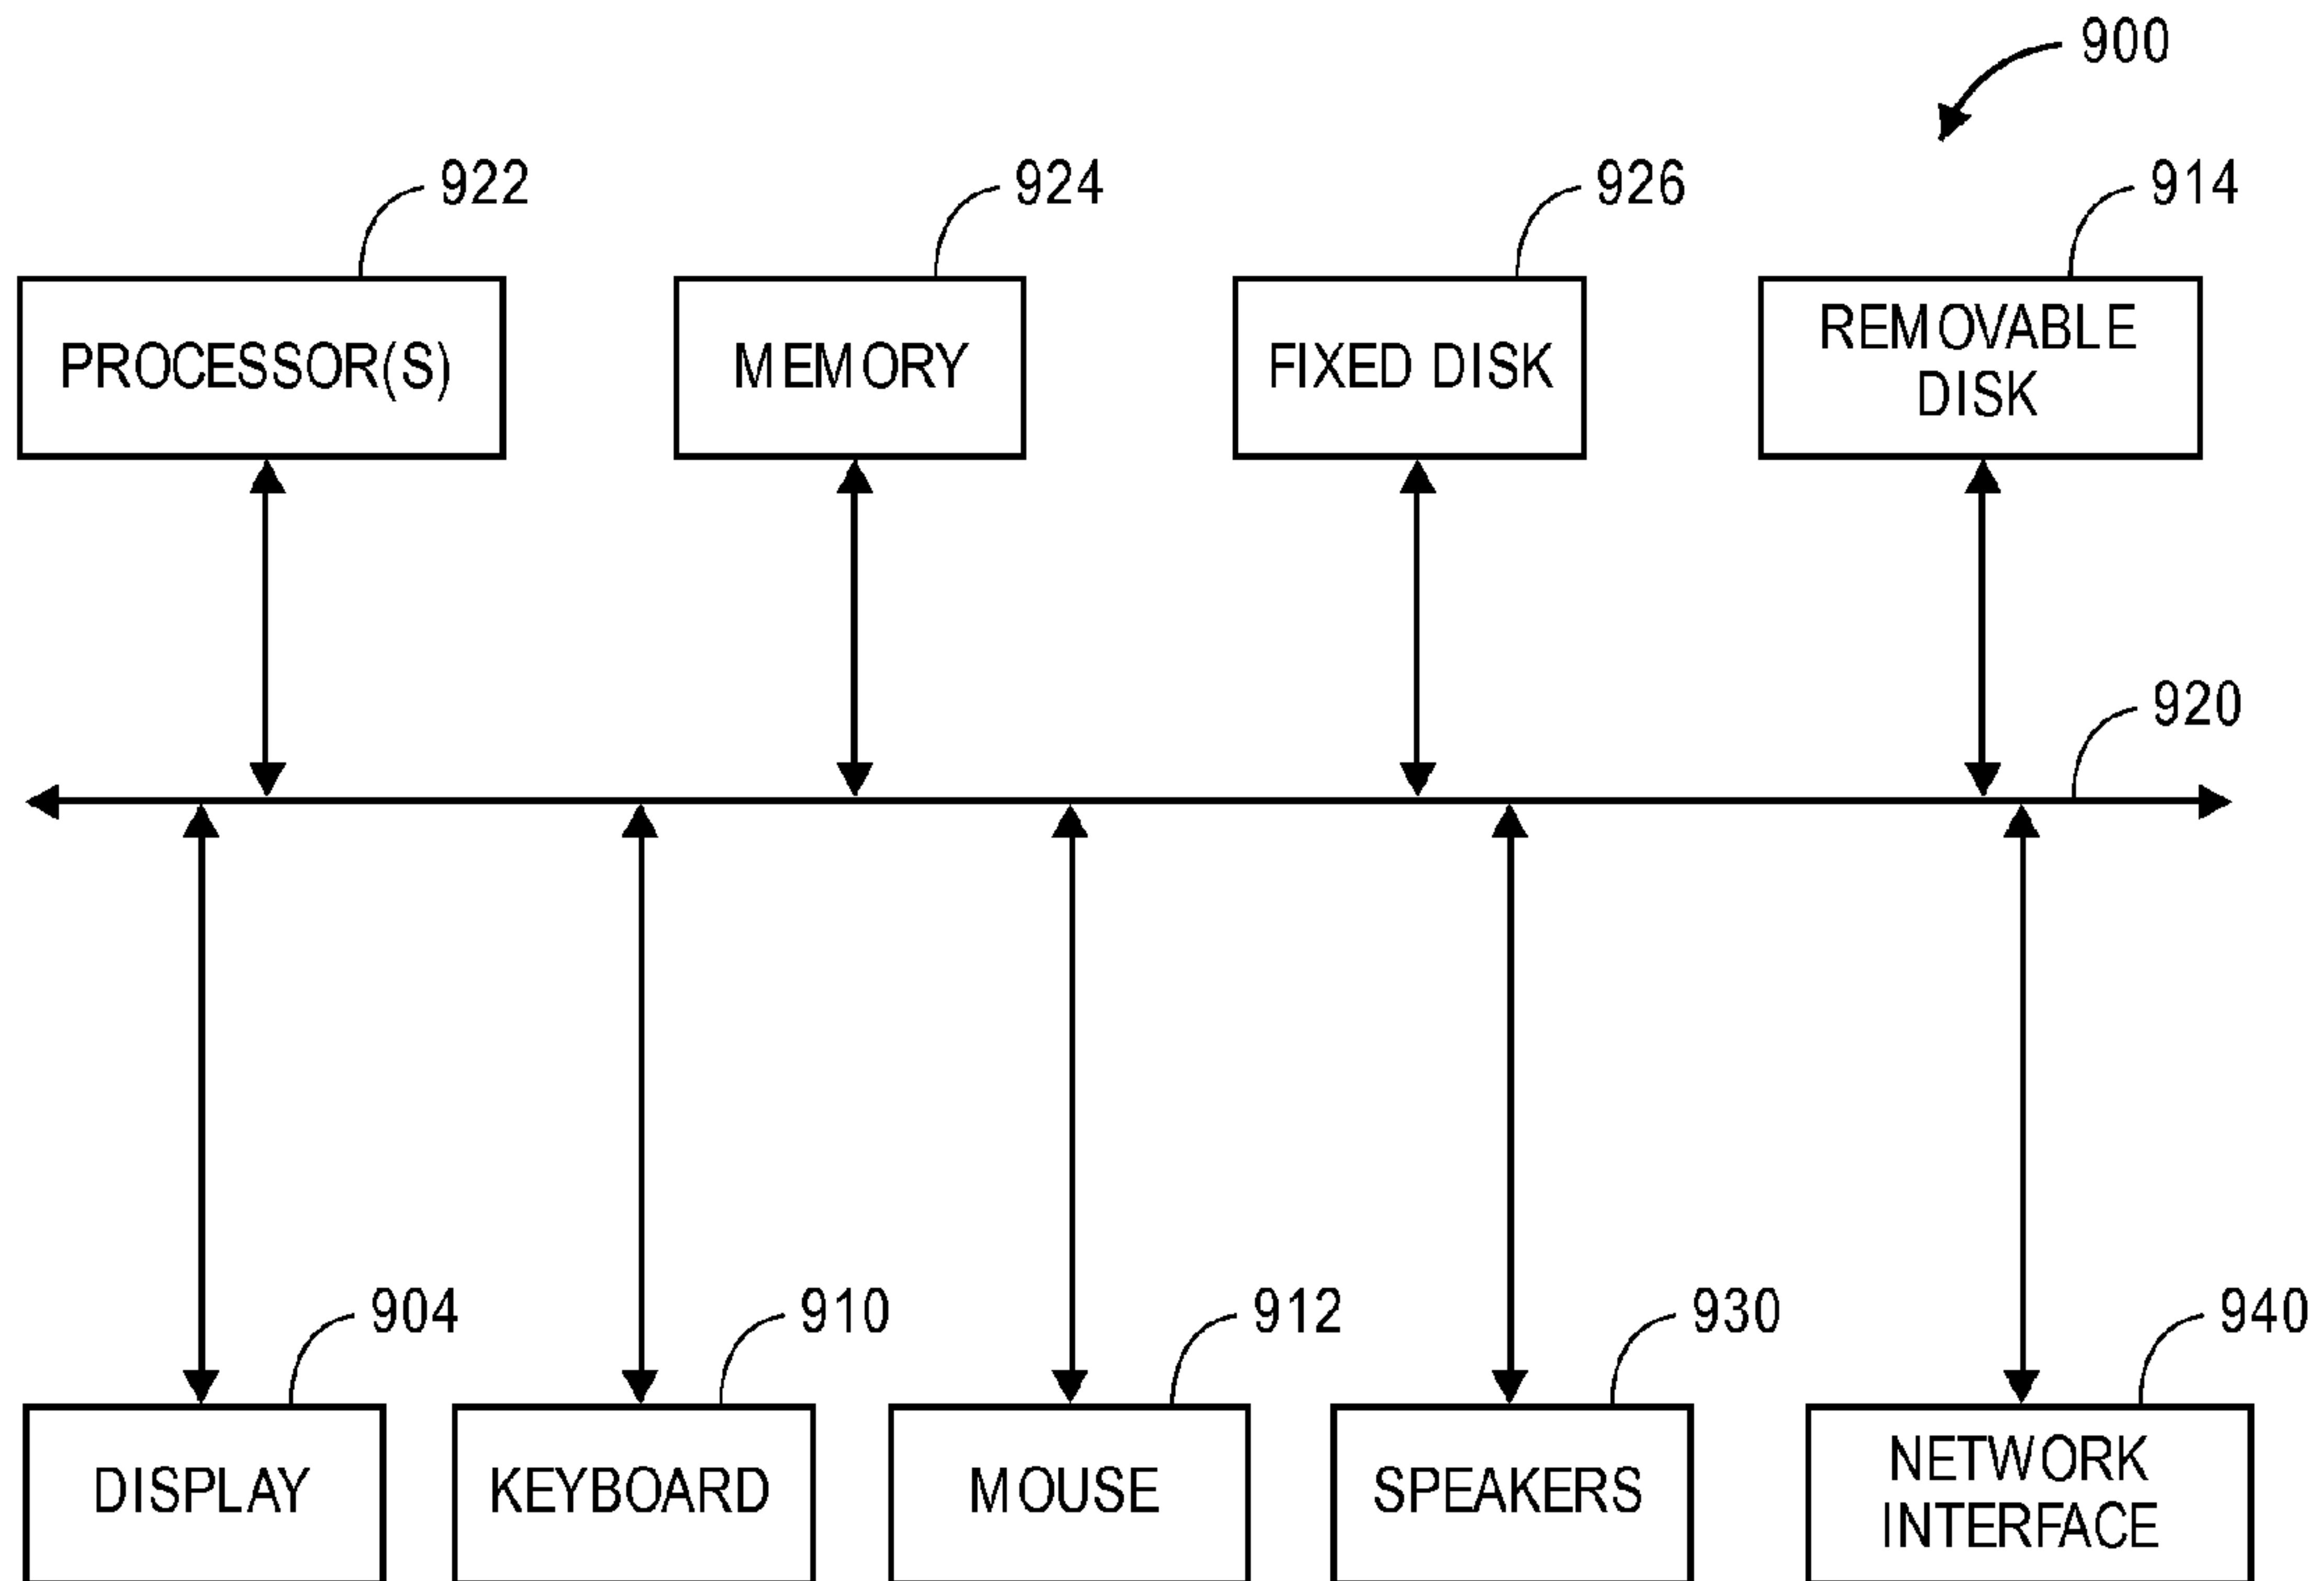 900
922
924
926
914
PROCESSOR(S)
MEMORY
FIXED DISK
REMOVABLE
DISK
920
904
910
912
930
940
DISPLAY
KEYBOARD
MOUSE
SPEAKERS
NETWORK
INTERFACE